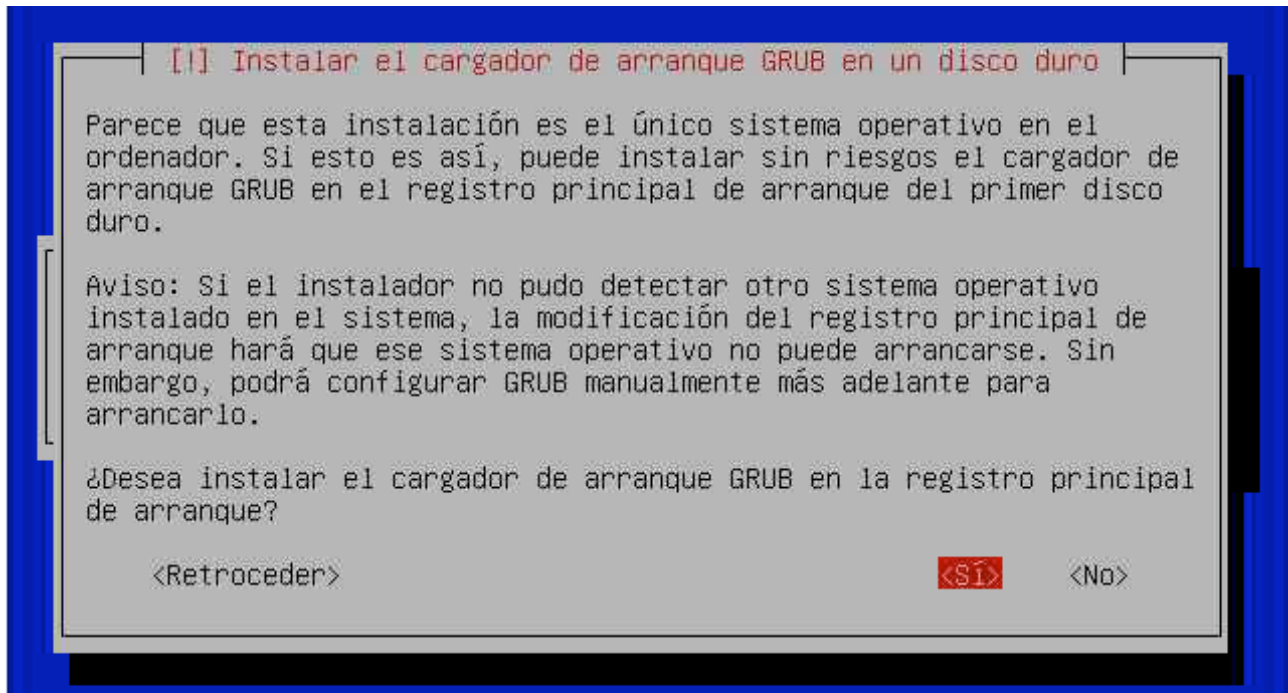 [!] Instalar el cargador de arranque GRUB en un disco duro
Parece que esta instalación es el único sistema operativo en el
ordenador. Si esto es así, puede instalar sin riesgos el cargador de
arranque GRUB en el registro principal de arranque del primer disco
duro.
Aviso: Si el instalador no pudo detectar otro sistema operativo
instalado en el sistema, la modificación del registro principal de
arranque hará que ese sistema operativo no puede arrancarse. Sin
embargo, podrá configurar GRUB manualmente más adelante para
arrancarlo.
¿Desea instalar el cargador de arranque GRUB en la registro principal
de arranque?
<Retroceder> <Sí> <No>